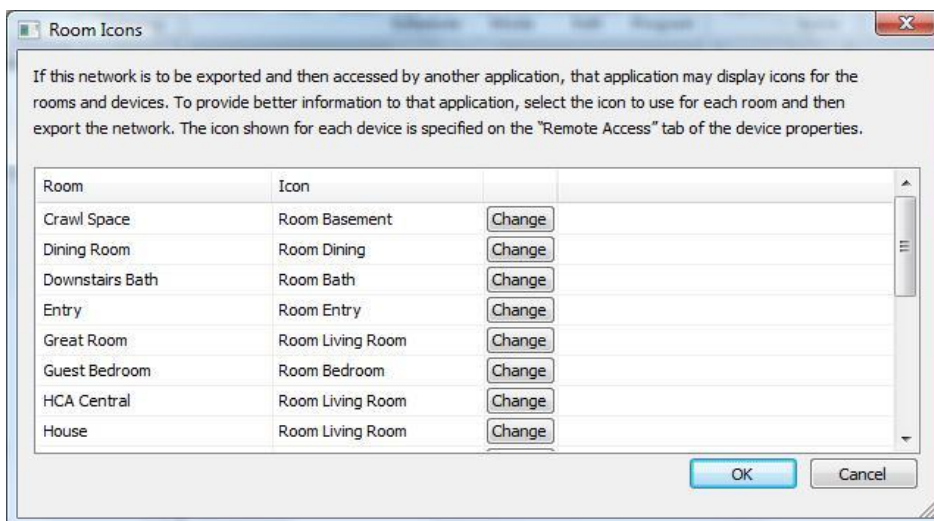 Room Icons
If this network is to be exported and then accessed by another application, that application may display icons for the
rooms and devices. To provide better information to that application, select the icon to use for each room and then
export the network. The icon shown for each device is specified on the "Remote Access" tab of the device properties.
Room Icon
Crawl Space Room Basement Change
Dining Room Room Dining Change
Downstairs Bath Room Bath Change
Entry Room Entry Change
Great Room Room Living Room Change
Guest Bedroom Room Bedroom Change
HCA Central Room Living Room Change
House Room Living Room Change
OK Cancel